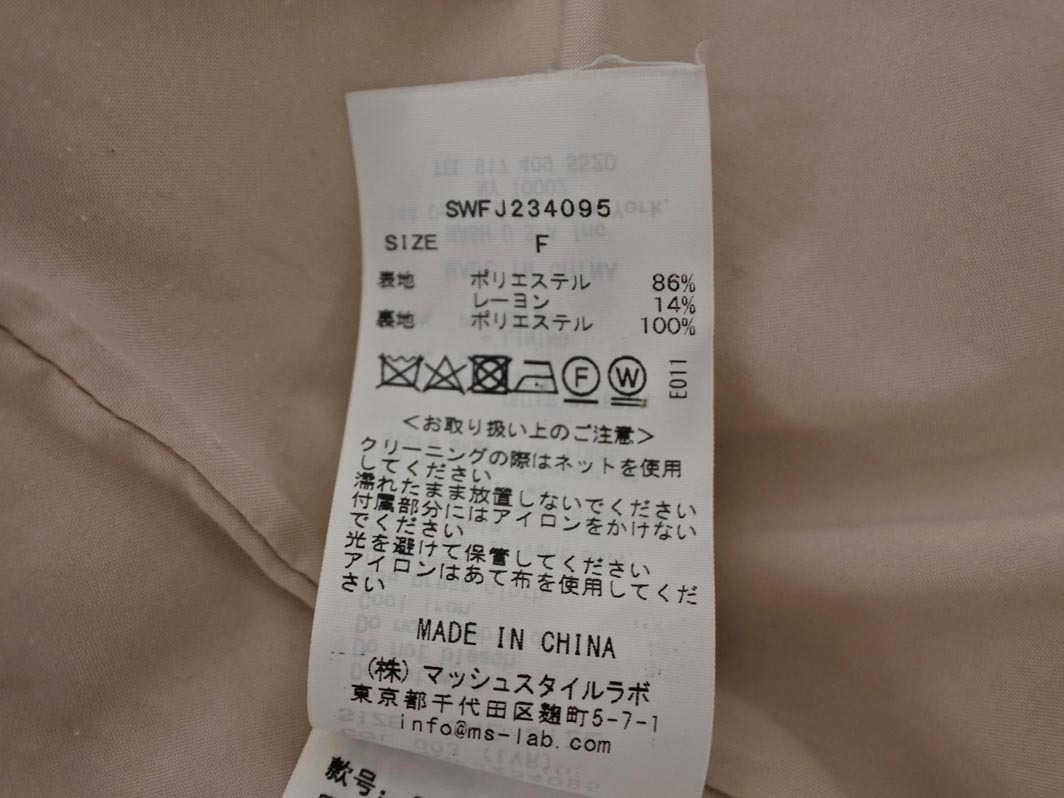 SWFJ234095
SIZE F
表地 ポリエステル 86%
レーヨン 14%
裏地 ポリエステル 100%
F W E011
<お取り扱い上のご注意>
クリーニングの際はネットを使用
してください
濡れたまま放置しないでください
付属部分にはアイロンをかけない
でください
光を避けて保管してください
アイロンはあて布を使用してくだ
さい
MADE IN CHINA
(株)マッシュスタイルラボ
東京都千代田区麹町5-7-1
info@ms-lab.com
款号: